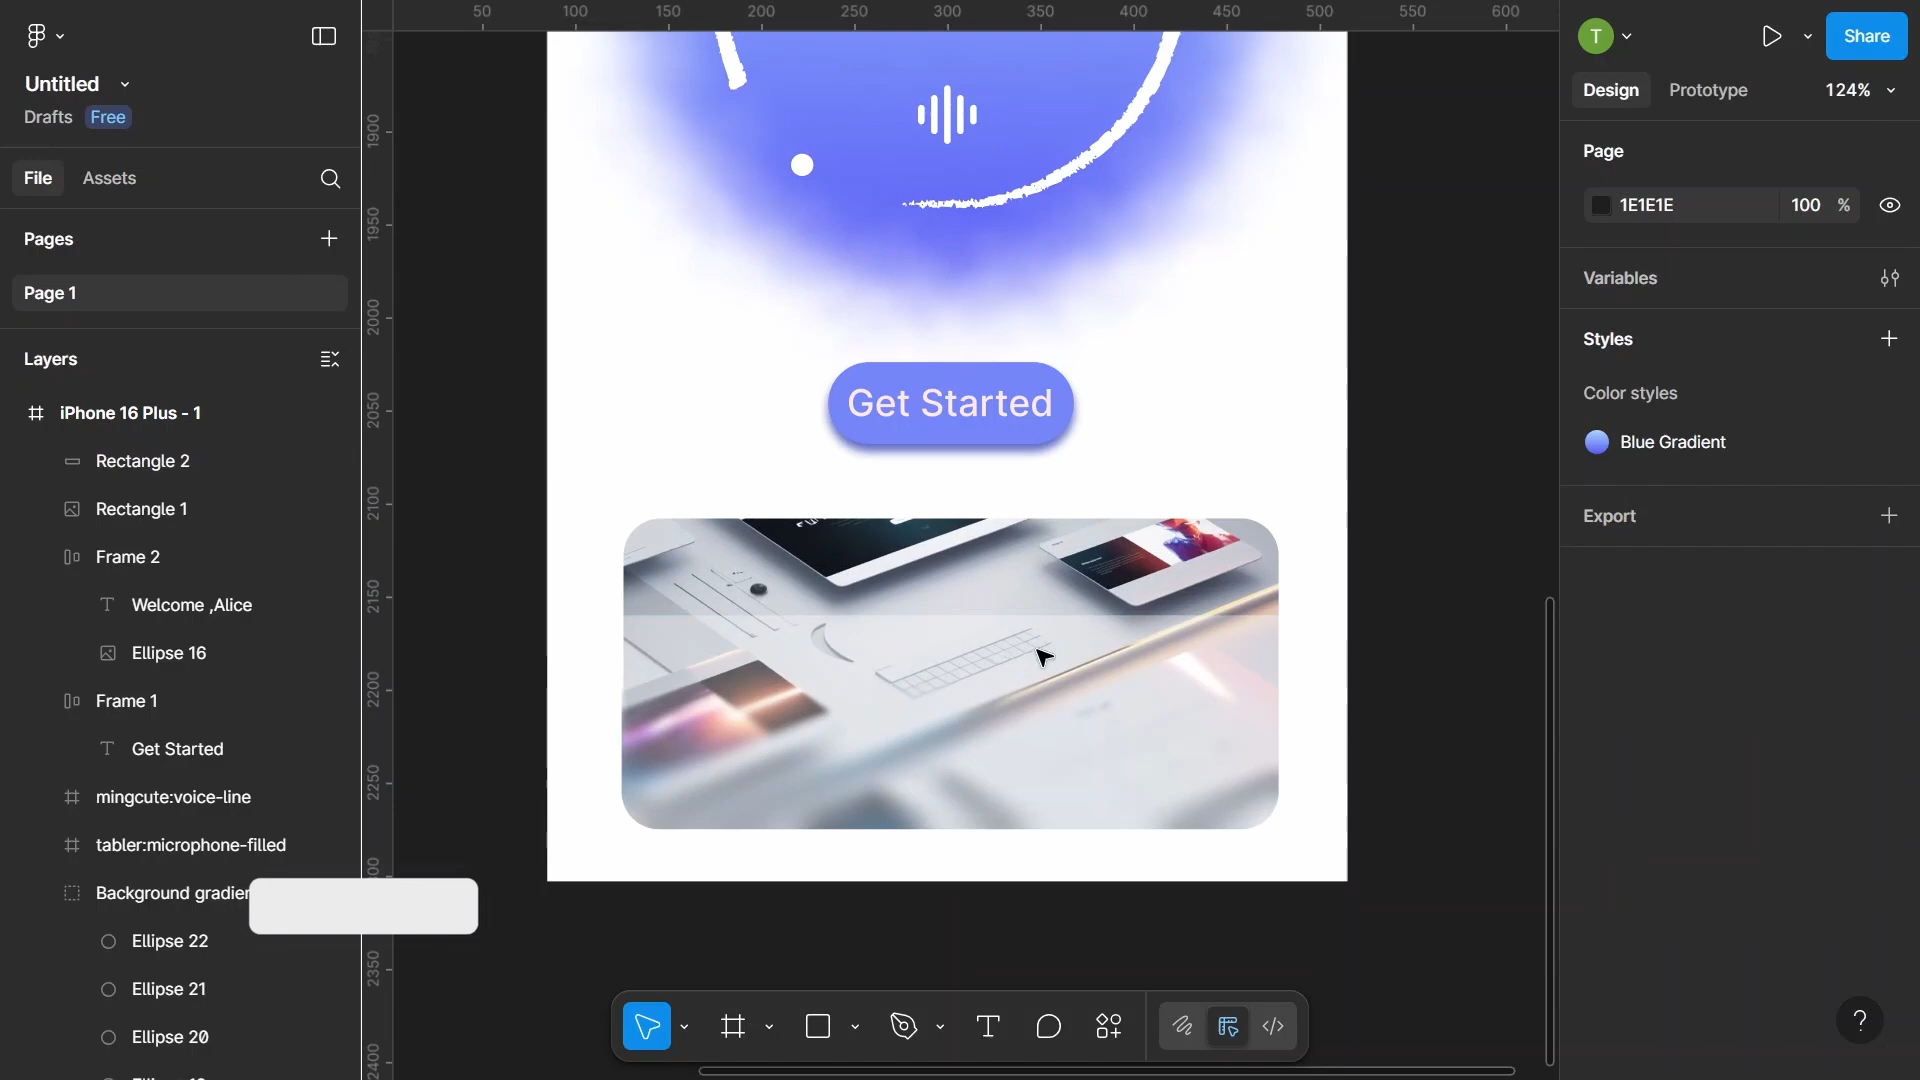 50 100 150 200 250 300 350 400 450 500 550 600
T
Share
Untitled
Drafts Free
Design Prototype 124%
Page
File Assets
1E1E1E 100 %
Pages
Page 1
Variables
Styles
Layers
Color styles
Blue Gradient
Export
iPhone 16 Plus - 1
Rectangle 2
Rectangle 1
Frame 2
Welcome ,Alice
Ellipse 16
Frame 1
Get Started
mingcute:voice-line
tabler:microphone-filled
Background gradien
Ellipse 22
Ellipse 21
Ellipse 20
1900
1950
2000
2050
2100
2150
2200
2250
2350
2400
Get Started
?